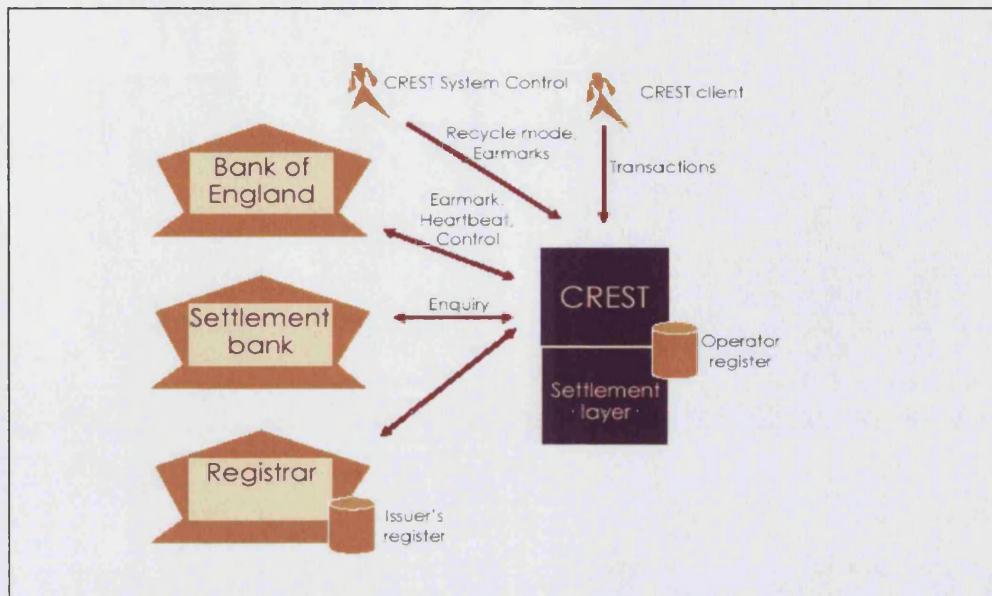 CREST System Control
CREST client
Recycle mode,
Earmarks
Transactions
Bank of
England
Earmark,
Heartbeat,
Control
CREST
Enquiry
Settlement
bank
Operator
register
Settlement
layer
Registrar
Issuer's
register